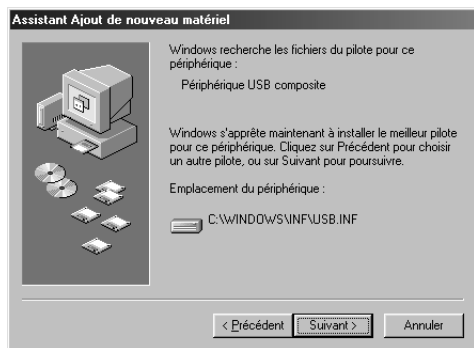 Assistant Ajout de nouveau matériel
Windows recherche les fichiers du pilote pour ce
périphérique :
Périphérique USB composite
Windows s'apprête maintenant à installer le meilleur pilote
pour ce périphérique. Cliquez sur Précédent pour choisir
un autre pilote, ou sur Suivant pour poursuivre.
Emplacement du périphérique :
C:\WINDOWS\INF\USB.INF
< Précédent Suivant > Annuler